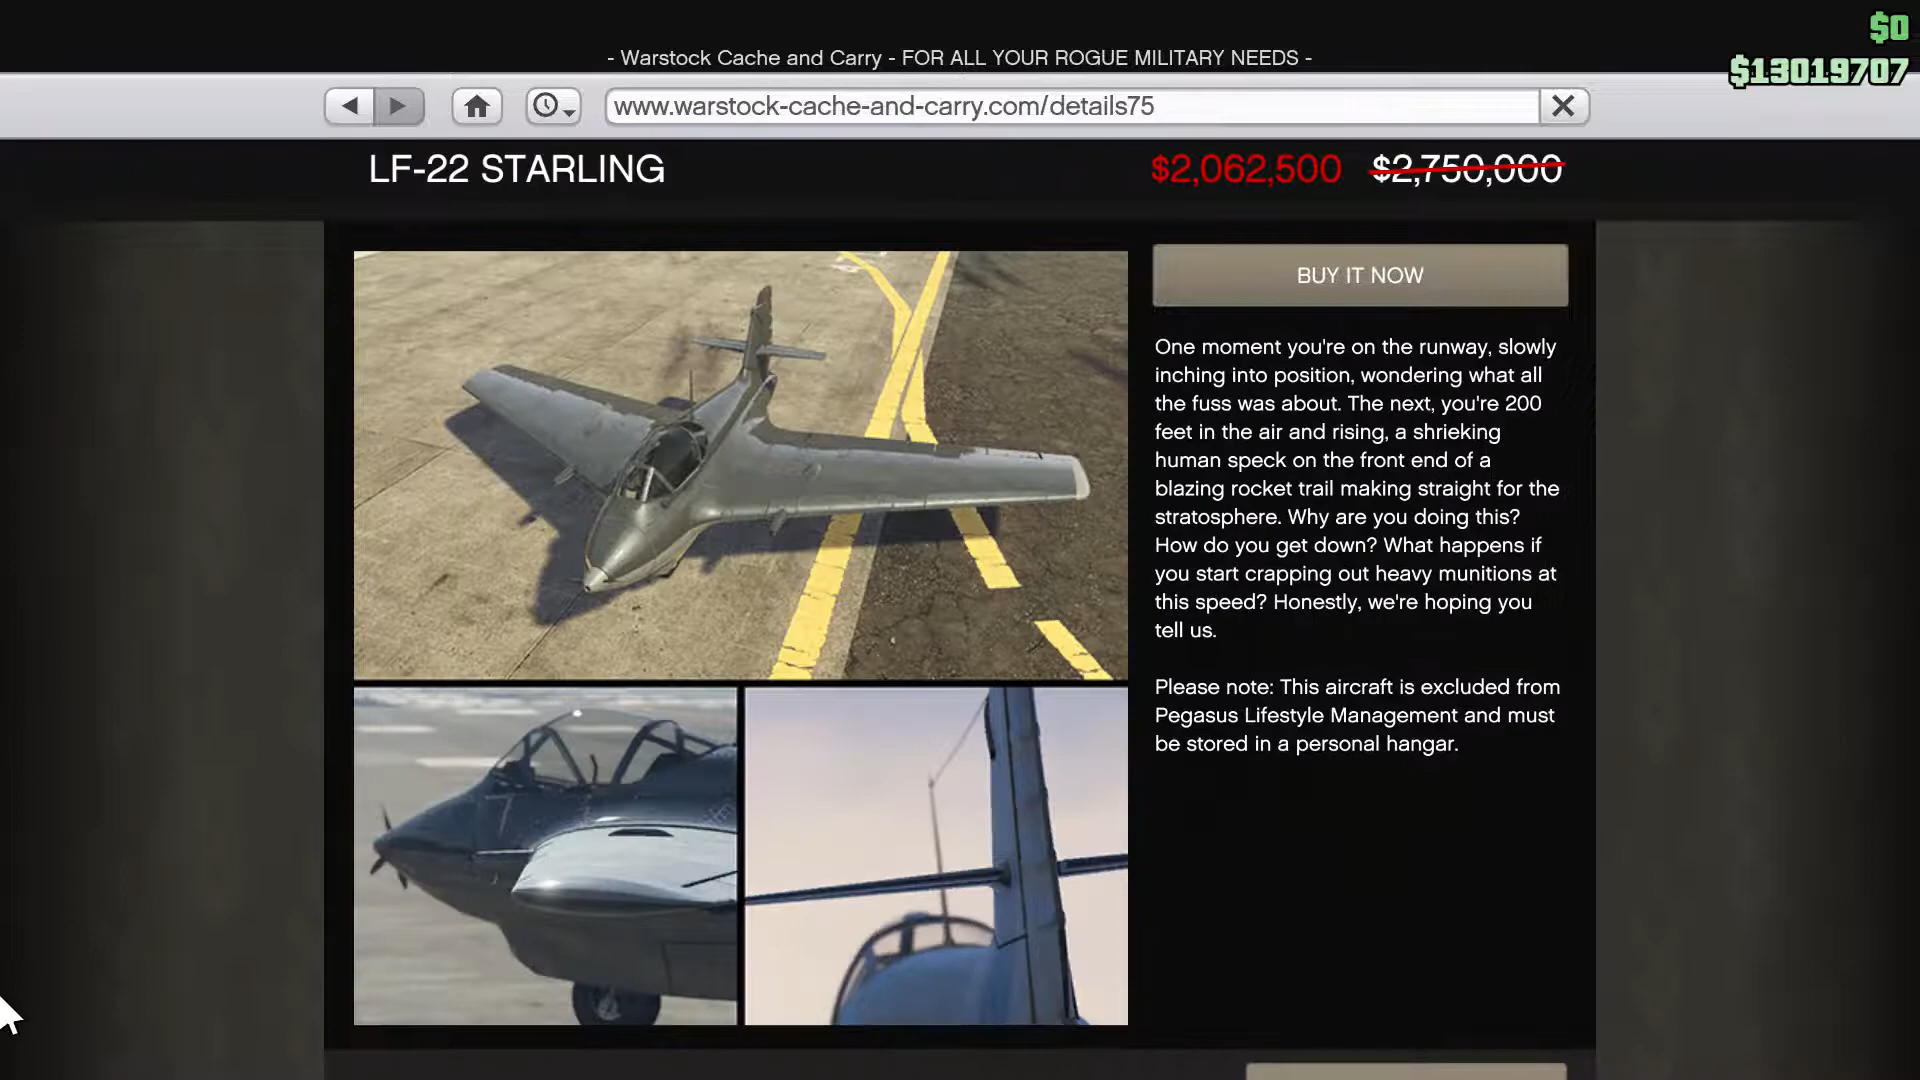 $0
- Warstock Cache and Carry - FOR ALL YOUR ROGUE MILITARY NEEDS -
$13019707
www.warstock-cache-and-carry.com/details75
LF-22 STARLING
$2,062,500 $2,750,000
BUY IT NOW
One moment you're on the runway, slowly
inching into position, wondering what all
the fuss was about. The next, you're 200
feet in the air and rising, a shrieking
human speck on the front end of a
blazing rocket trail making straight for the
stratosphere. Why are you doing this?
How do you get down? What happens if
you start crapping out heavy munitions at
this speed? Honestly, we're hoping you
tell us.
Please note: This aircraft is excluded from
Pegasus Lifestyle Management and must
be stored in a personal hangar.